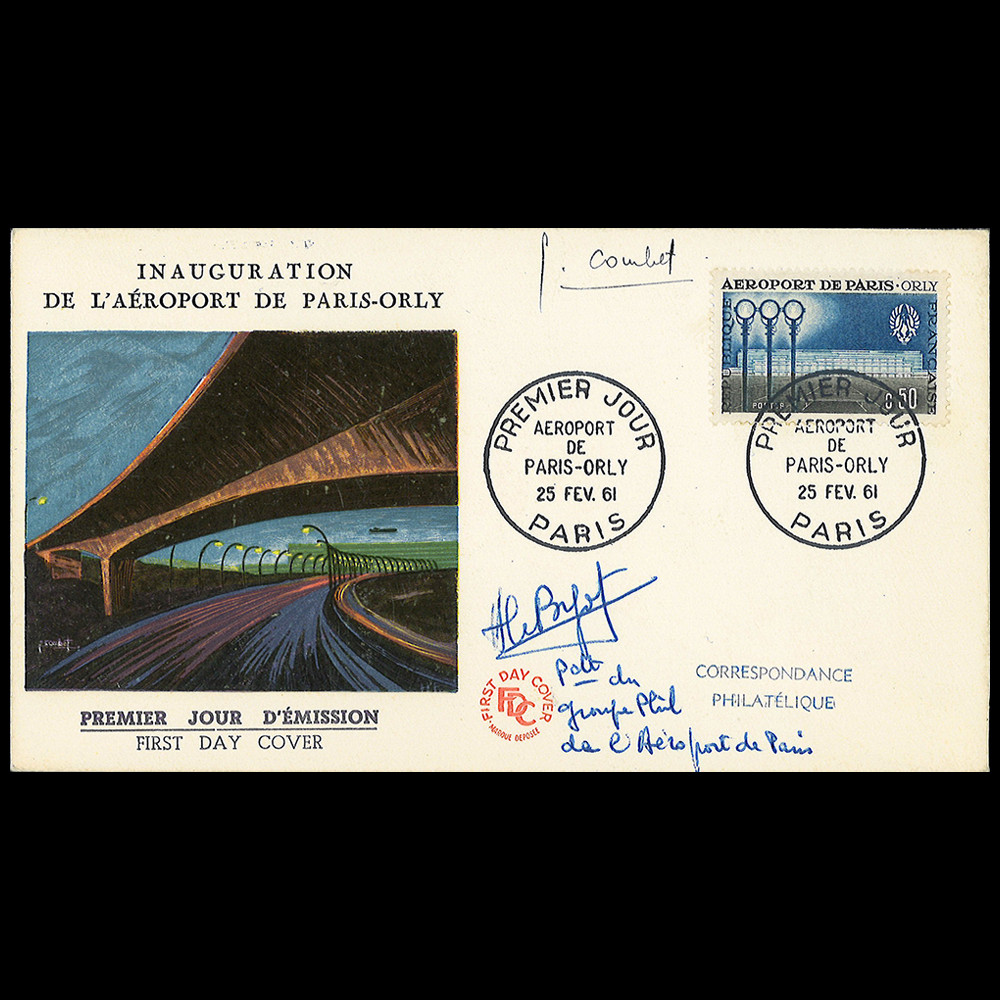 INAUGURATION
DE L'AÉROPORT DE PARIS-ORLY
J. Combet
AEROPORT DE PARIS·ORLY
REPUBLIQUE
FRANÇAISE
POSTES
0,50
PREMIER JOUR
AEROPORT
DE
PARIS-ORLY
25 FEV. 61
PARIS
PREMIER JOUR
AEROPORT
DE
PARIS-ORLY
25 FEV. 61
PARIS
Pdt du
groupe Phil
de l'Aéroport de Paris
FIRST DAY COVER
FDC
MARQUE DEPOSEE
CORRESPONDANCE
PHILATÉLIQUE
PREMIER JOUR D'ÉMISSION
FIRST DAY COVER